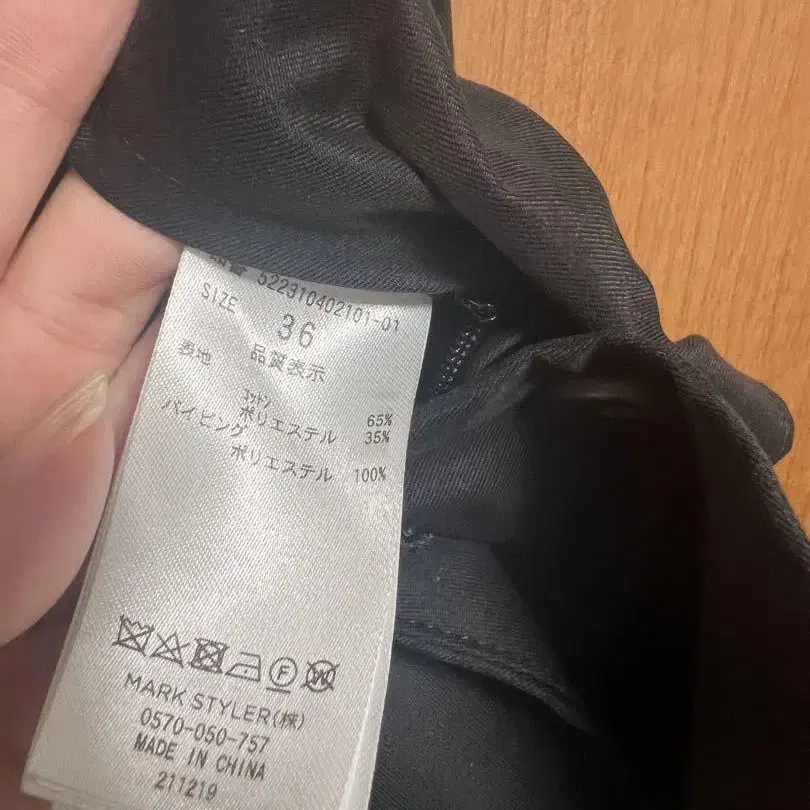 品番 522310402101-01
SIZE 36
品質表示
表地
コットン 65%
ポリエステル 35%
パイピング
ポリエステル 100%
F W
MARK STYLER(株)
0570-050-757
MADE IN CHINA
211219